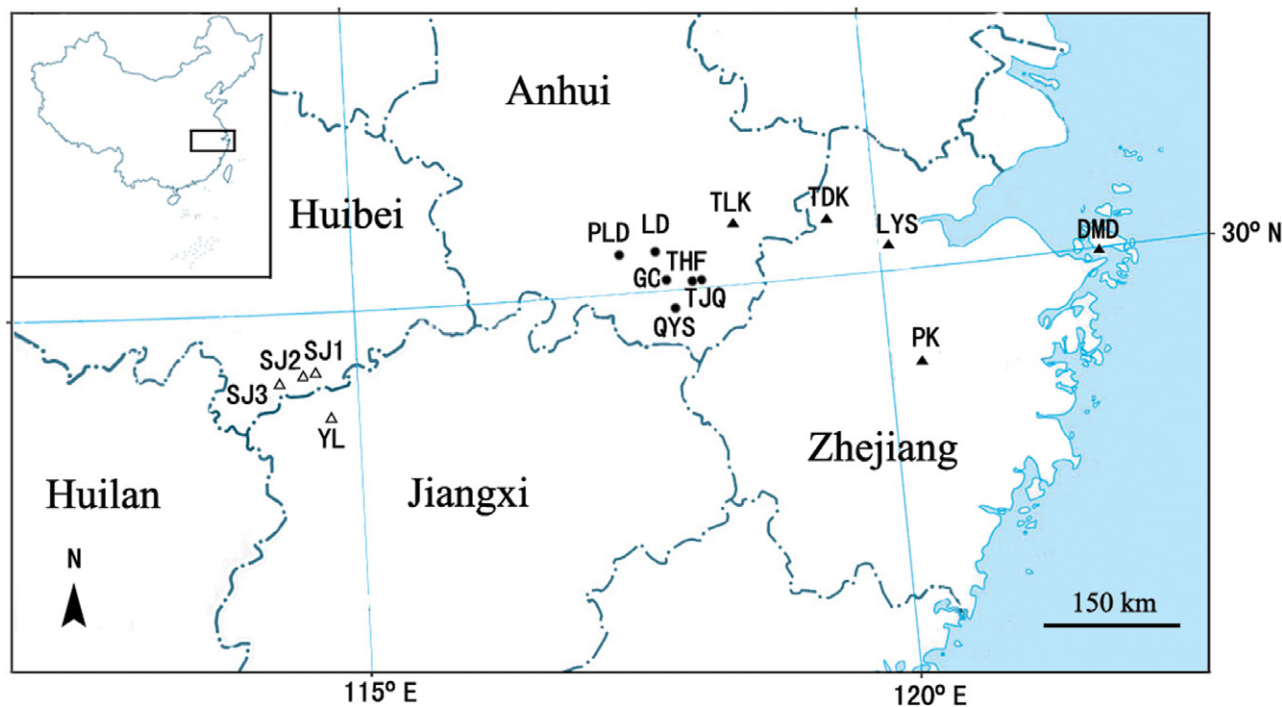 Anhui
Huibei
TLK
TDK
LYS
DMD
30° N
PLD
LD
THF
GC
TJQ
QYS
SJ1
SJ2
SJ3
PK
YL
Zhejiang
Huilan
Jiangxi
N
150 km
115° E
120° E